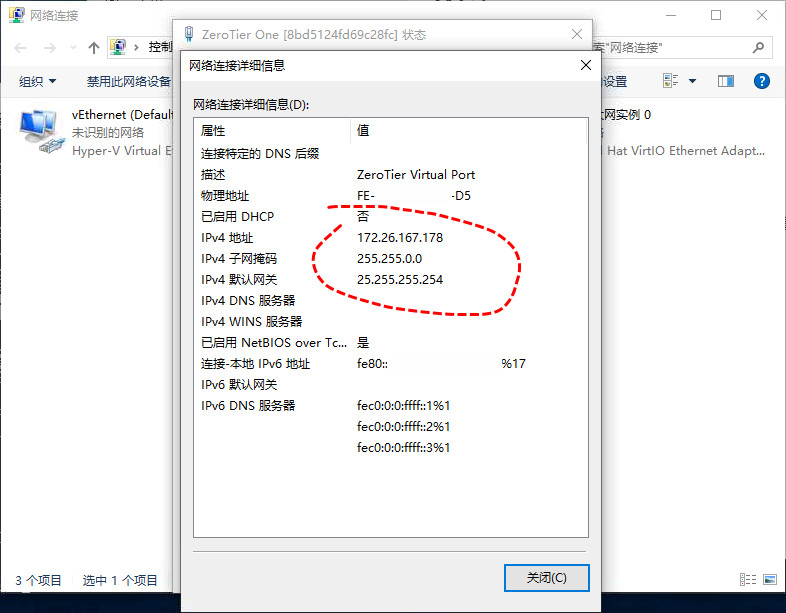 网络连接
ZeroTier One [8bd5124fd69c28fc] 状态
控制
"网络连接"
网络连接详细信息
组织
禁用此网络设备
设置
网络连接详细信息(D):
vEthernet (Default
未识别的网络
Hyper-V Virtual E
网实例 0
Hat VirtIO Ethernet Adapt...
属性 值
连接特定的 DNS 后缀
描述 ZeroTier Virtual Port
物理地址 FE- -D5
已启用 DHCP 否
IPv4 地址 172.26.167.178
IPv4 子网掩码 255.255.0.0
IPv4 默认网关 25.255.255.254
IPv4 DNS 服务器
IPv4 WINS 服务器
已启用 NetBIOS over Tc... 是
连接-本地 IPv6 地址 fe80:: %17
IPv6 默认网关
IPv6 DNS 服务器 fec0:0:0:ffff::1%1
fec0:0:0:ffff::2%1
fec0:0:0:ffff::3%1
关闭(C)
3 个项目 选中 1 个项目